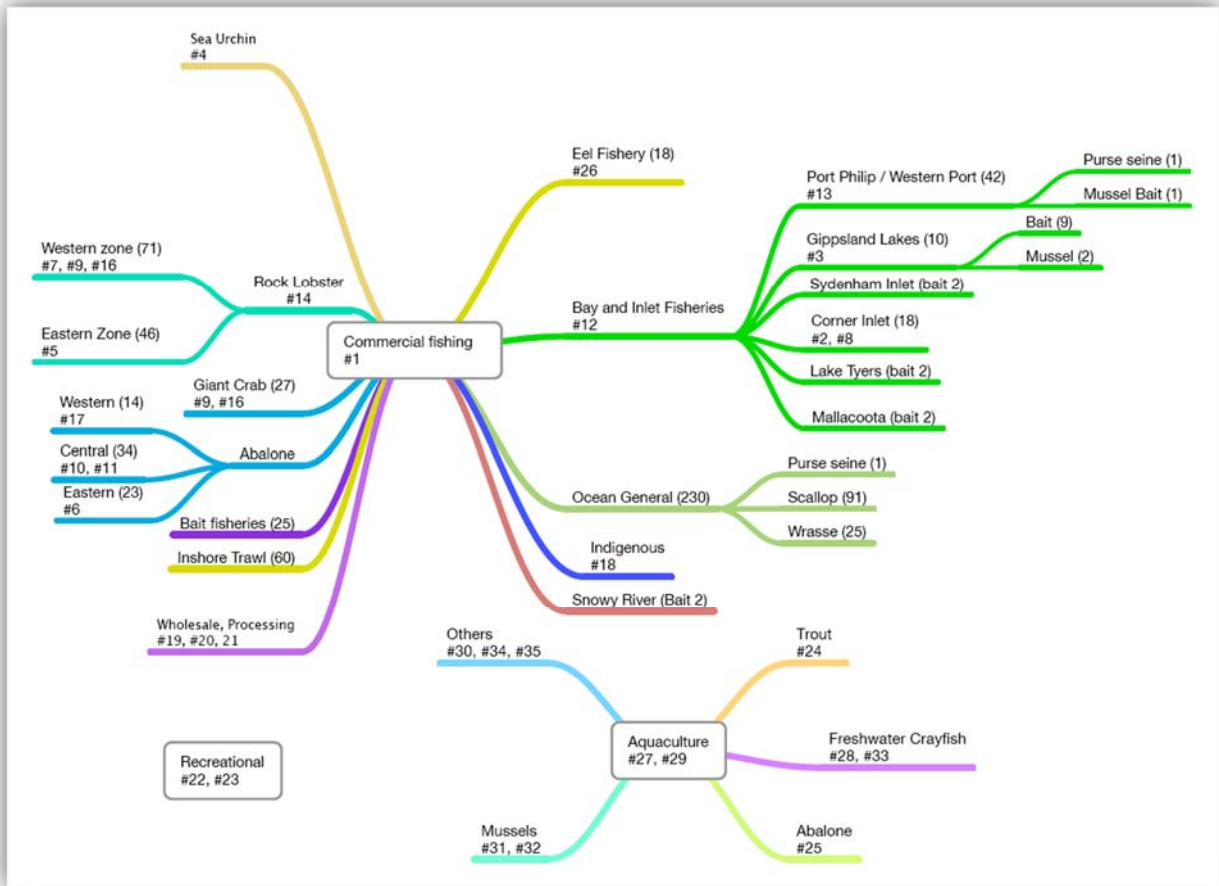 Sea Urchin
#4
Eel Fishery (18)
#26
Port Philip / Western Port (42)
#13
Purse seine (1)
Mussel Bait (1)
Gippsland Lakes (10)
#3
Bait (9)
Mussel (2)
Sydenham Inlet (bait 2)
Bay and Inlet Fisheries
#12
Corner Inlet (18)
#2, #8
Lake Tyers (bait 2)
Mallacoota (bait 2)
Western zone (71)
#7, #9, #16
Rock Lobster
#14
Eastern Zone (46)
#5
Commercial fishing
#1
Giant Crab (27)
#9, #16
Western (14)
#17
Central (34)
#10, #11
Eastern (23)
#6
Abalone
Bait fisheries (25)
Inshore Trawl (60)
Wholesale, Processing
#19, #20, 21
Ocean General (230)
Purse seine (1)
Scallop (91)
Wrasse (25)
Indigenous
#18
Snowy River (Bait 2)
Others
#30, #34, #35
Trout
#24
Aquaculture
#27, #29
Freshwater Crayfish
#28, #33
Recreational
#22, #23
Mussels
#31, #32
Abalone
#25